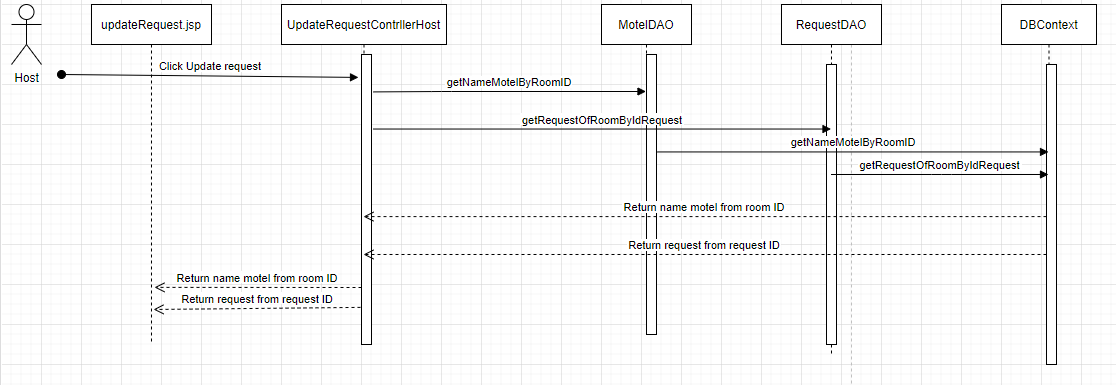 updateRequest.jsp
UpdateRequestContrllerHost
MotelDAO
RequestDAO
DBContext
Host
Click Update request
getNameMotelByRoomID
getRequestOfRoomByIdRequest
getNameMotelByRoomID
getRequestOfRoomByIdRequest
Return name motel from room ID
Return request from request ID
Return name motel from room ID
Return request from request ID